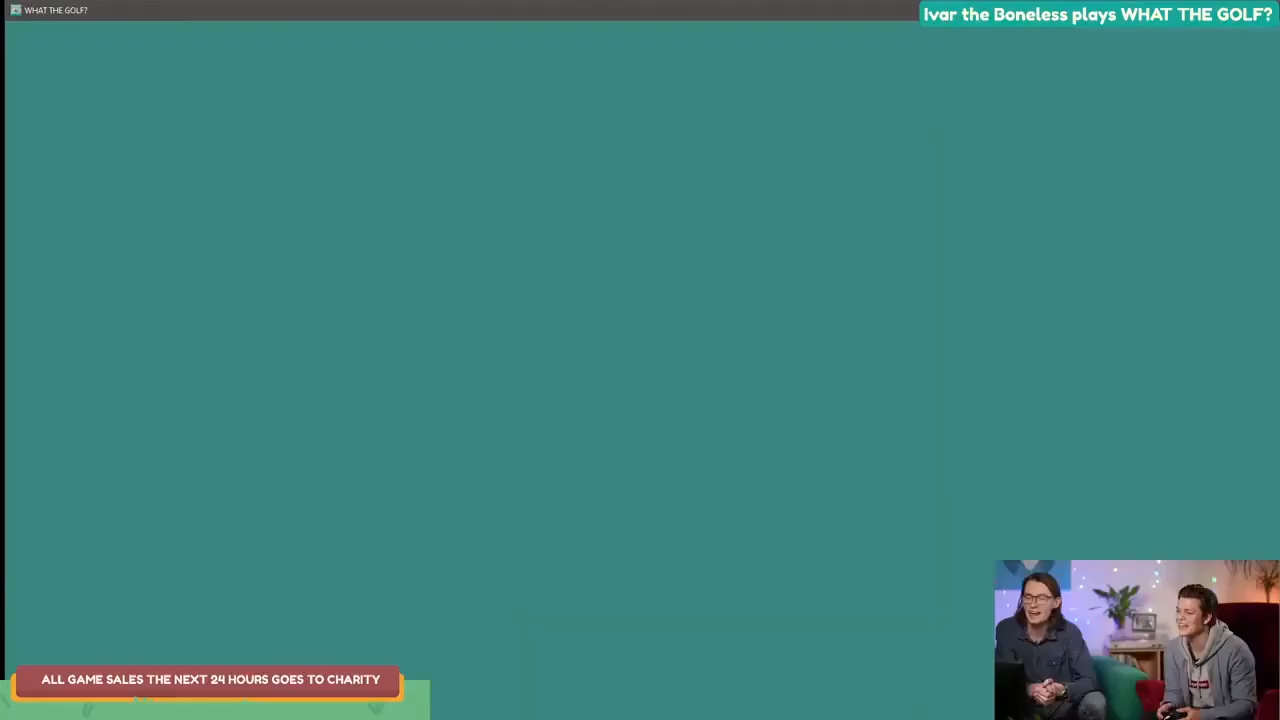 WHAT THE GOLF?
Ivar the Boneless plays WHAT THE GOLF?
ALL GAME SALES THE NEXT 24 HOURS GOES TO CHARITY